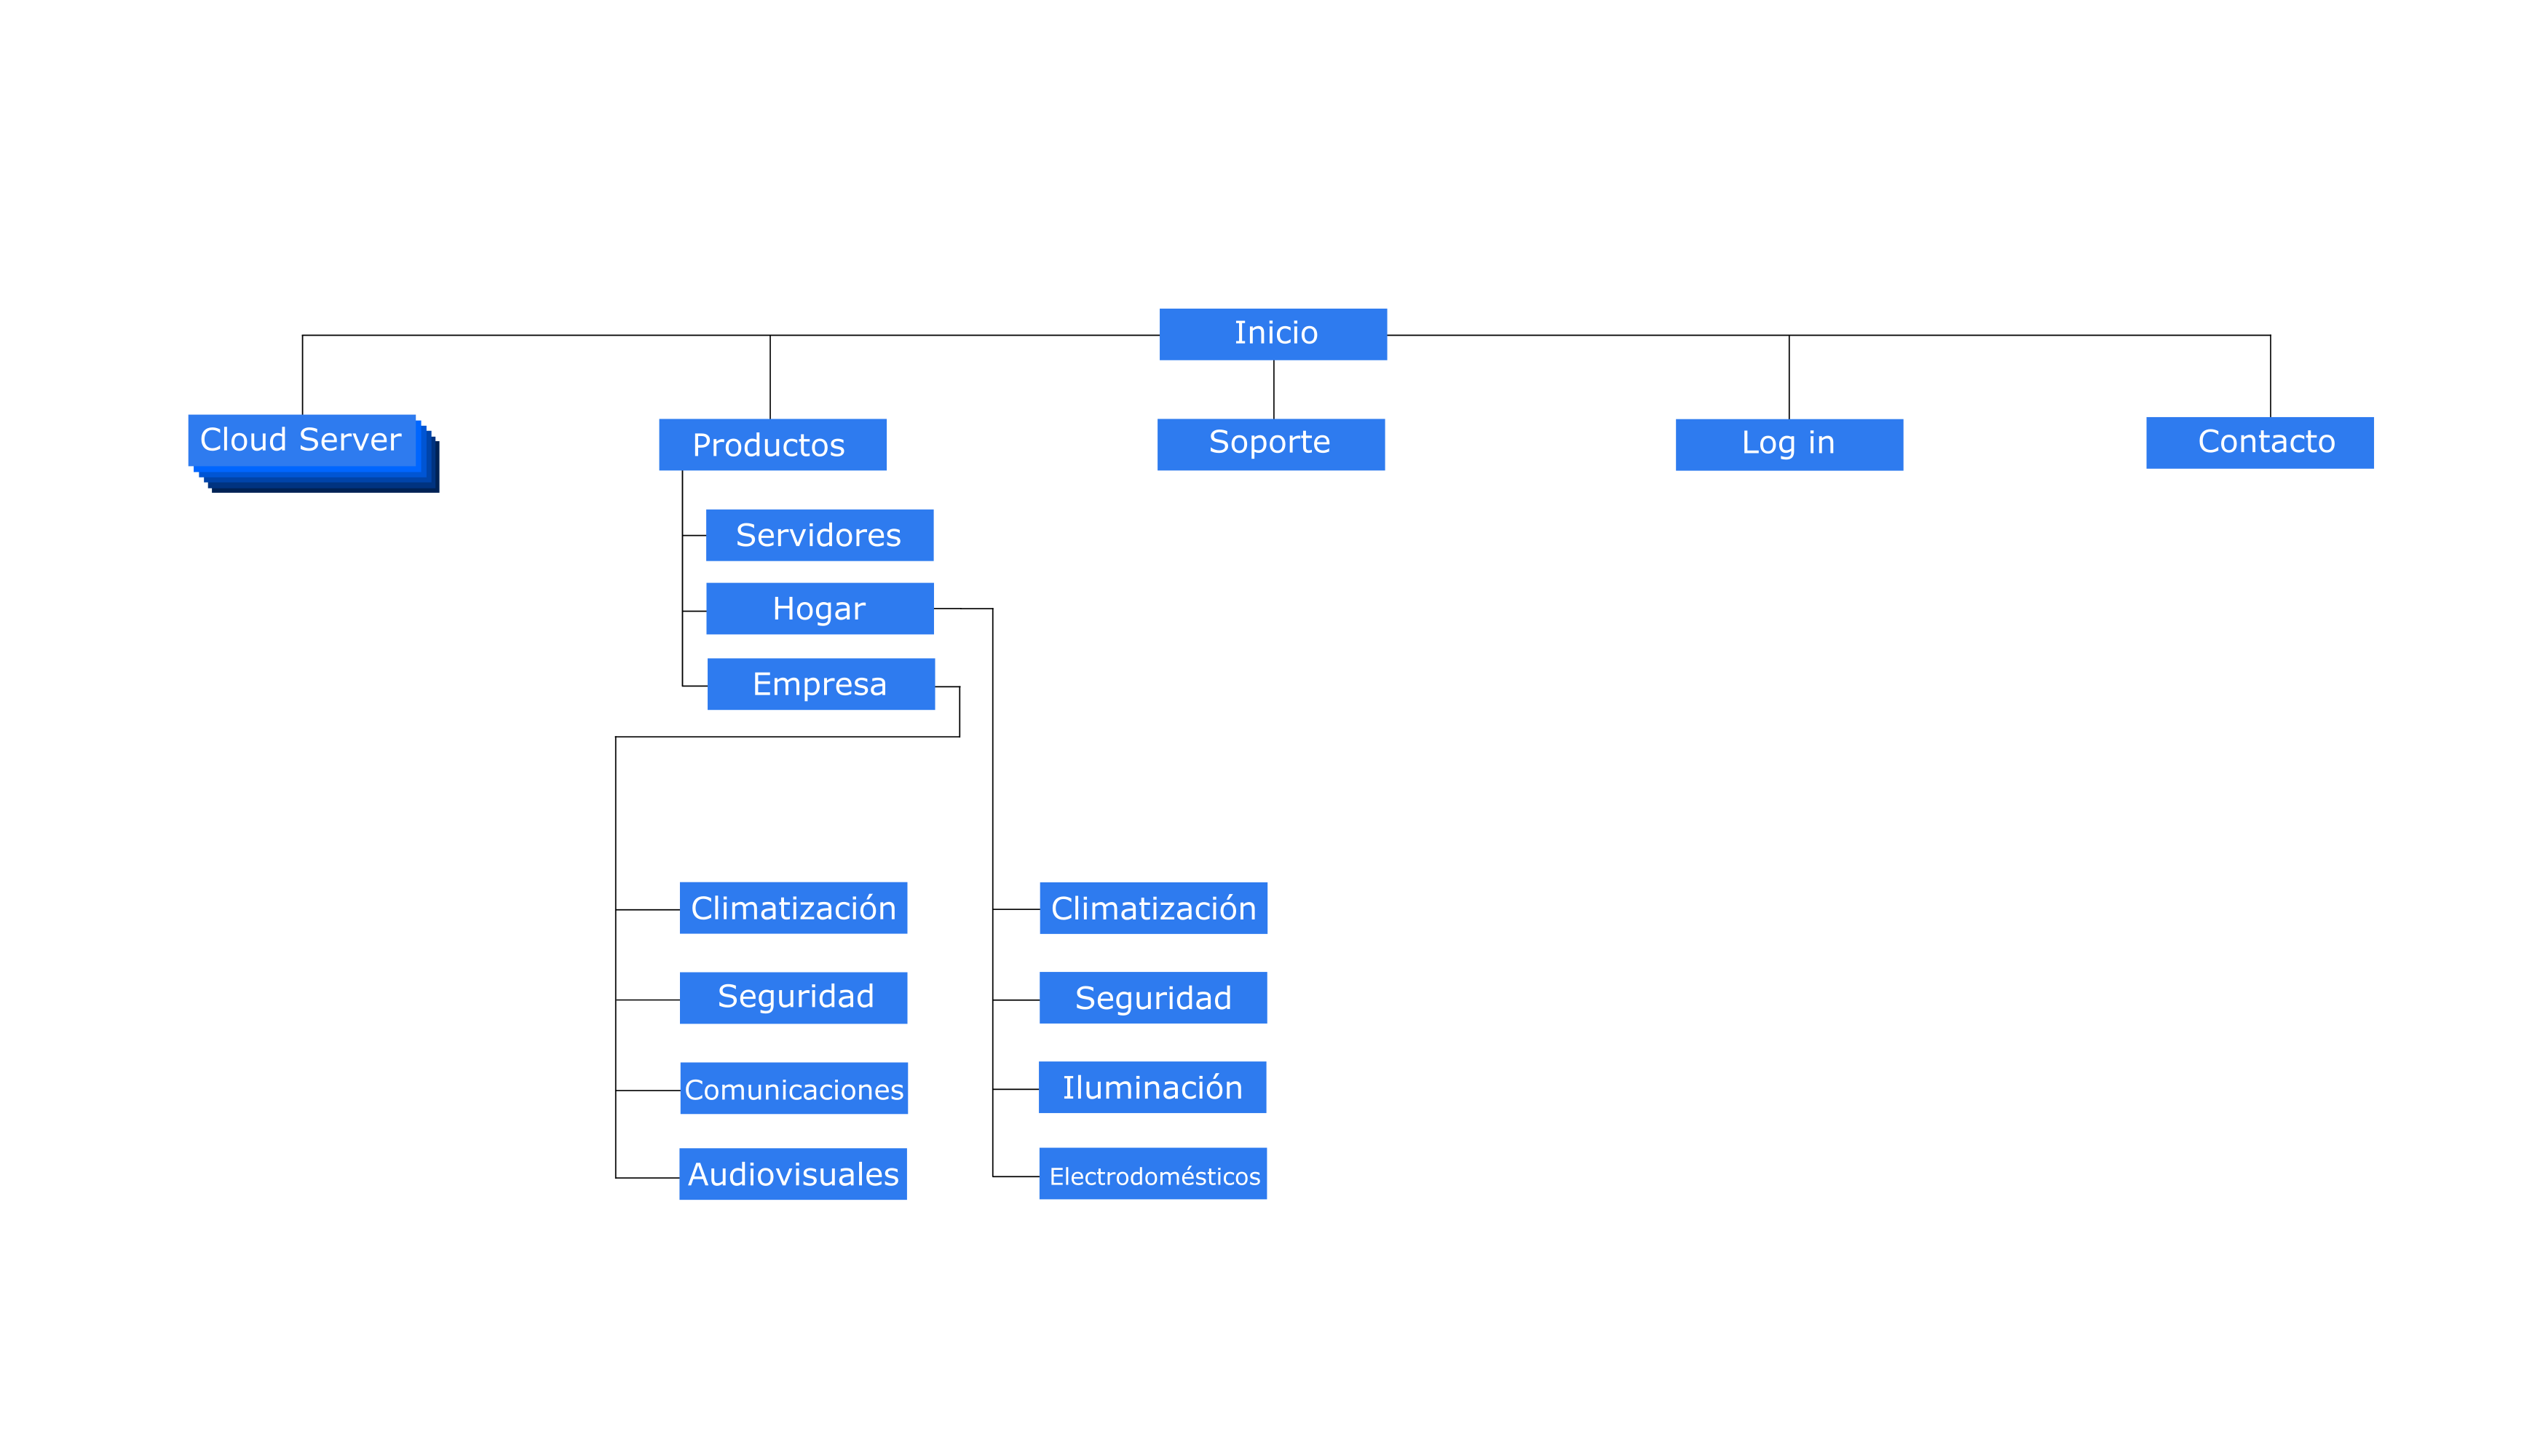 Inicio
Cloud Server
Productos
Soporte
Log in
Contacto
Servidores
Hogar
Empresa
Climatización
Seguridad
Comunicaciones
Audiovisuales
Climatización
Seguridad
Iluminación
Electrodomésticos